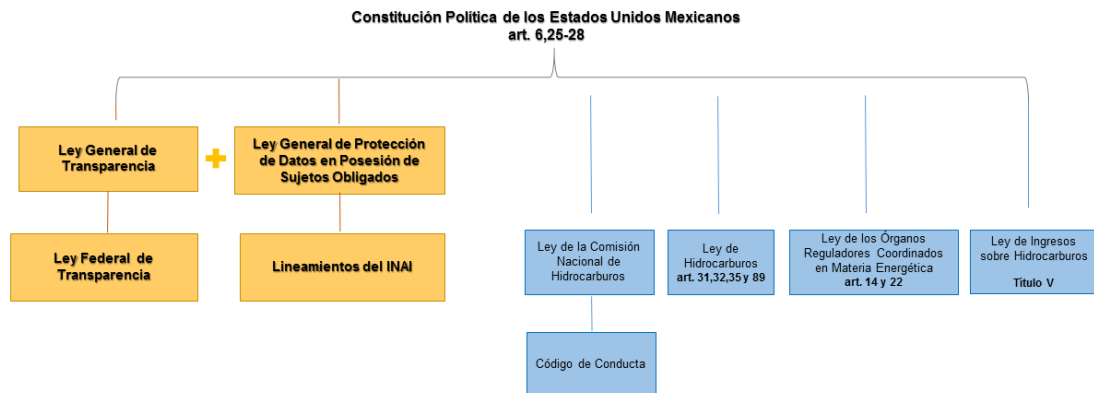 Constitución Política de los Estados Unidos Mexicanos
art. 6,25-28
Ley General de
Transparencia
Ley General de Protección
de Datos en Posesión de
Sujetos Obligados
Ley Federal de
Transparencia
Lineamientos del INAI
Ley de la Comisión
Nacional de
Hidrocarburos
Ley de
Hidrocarburos
art. 31,32,35 y 89
Ley de los Órganos
Reguladores Coordinados
en Materia Energética
art. 14 y 22
Ley de Ingresos
sobre Hidrocarburos
Titulo V
Código de Conducta